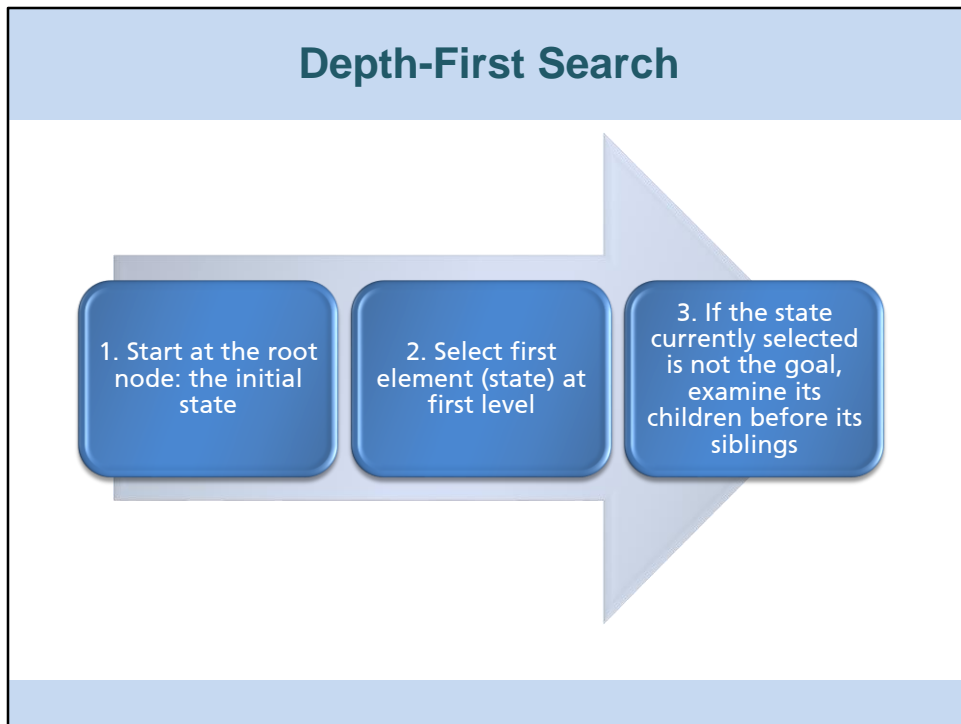 Depth-First Search
1. Start at the root
node: the initial
state
2. Select first
element (state) at
first level
3. If the state
currently selected
is not the goal,
examine its
children before its
siblings